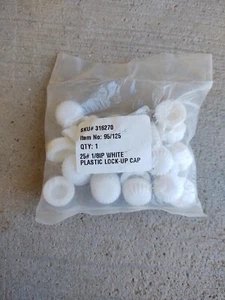 SKU# 316270
Item No: 95/125
QTY: 1
25# 1/8IP WHITE
PLASTIC LOCK-UP CAP